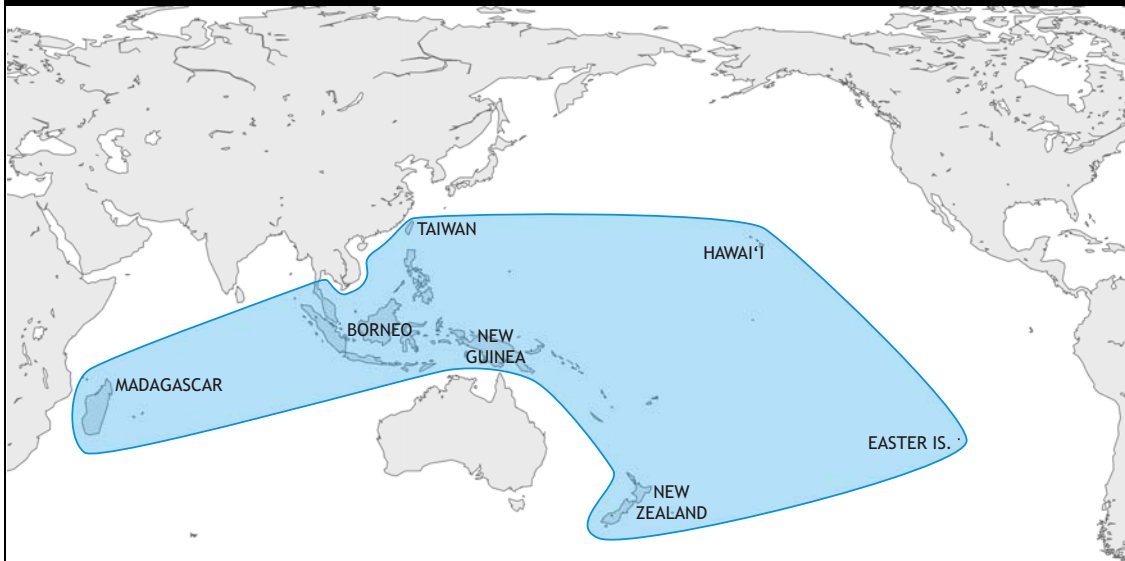 TAIWAN
HAWAIʻI
BORNEO
NEW
GUINEA
MADAGASCAR
EASTER IS.
NEW
ZEALAND